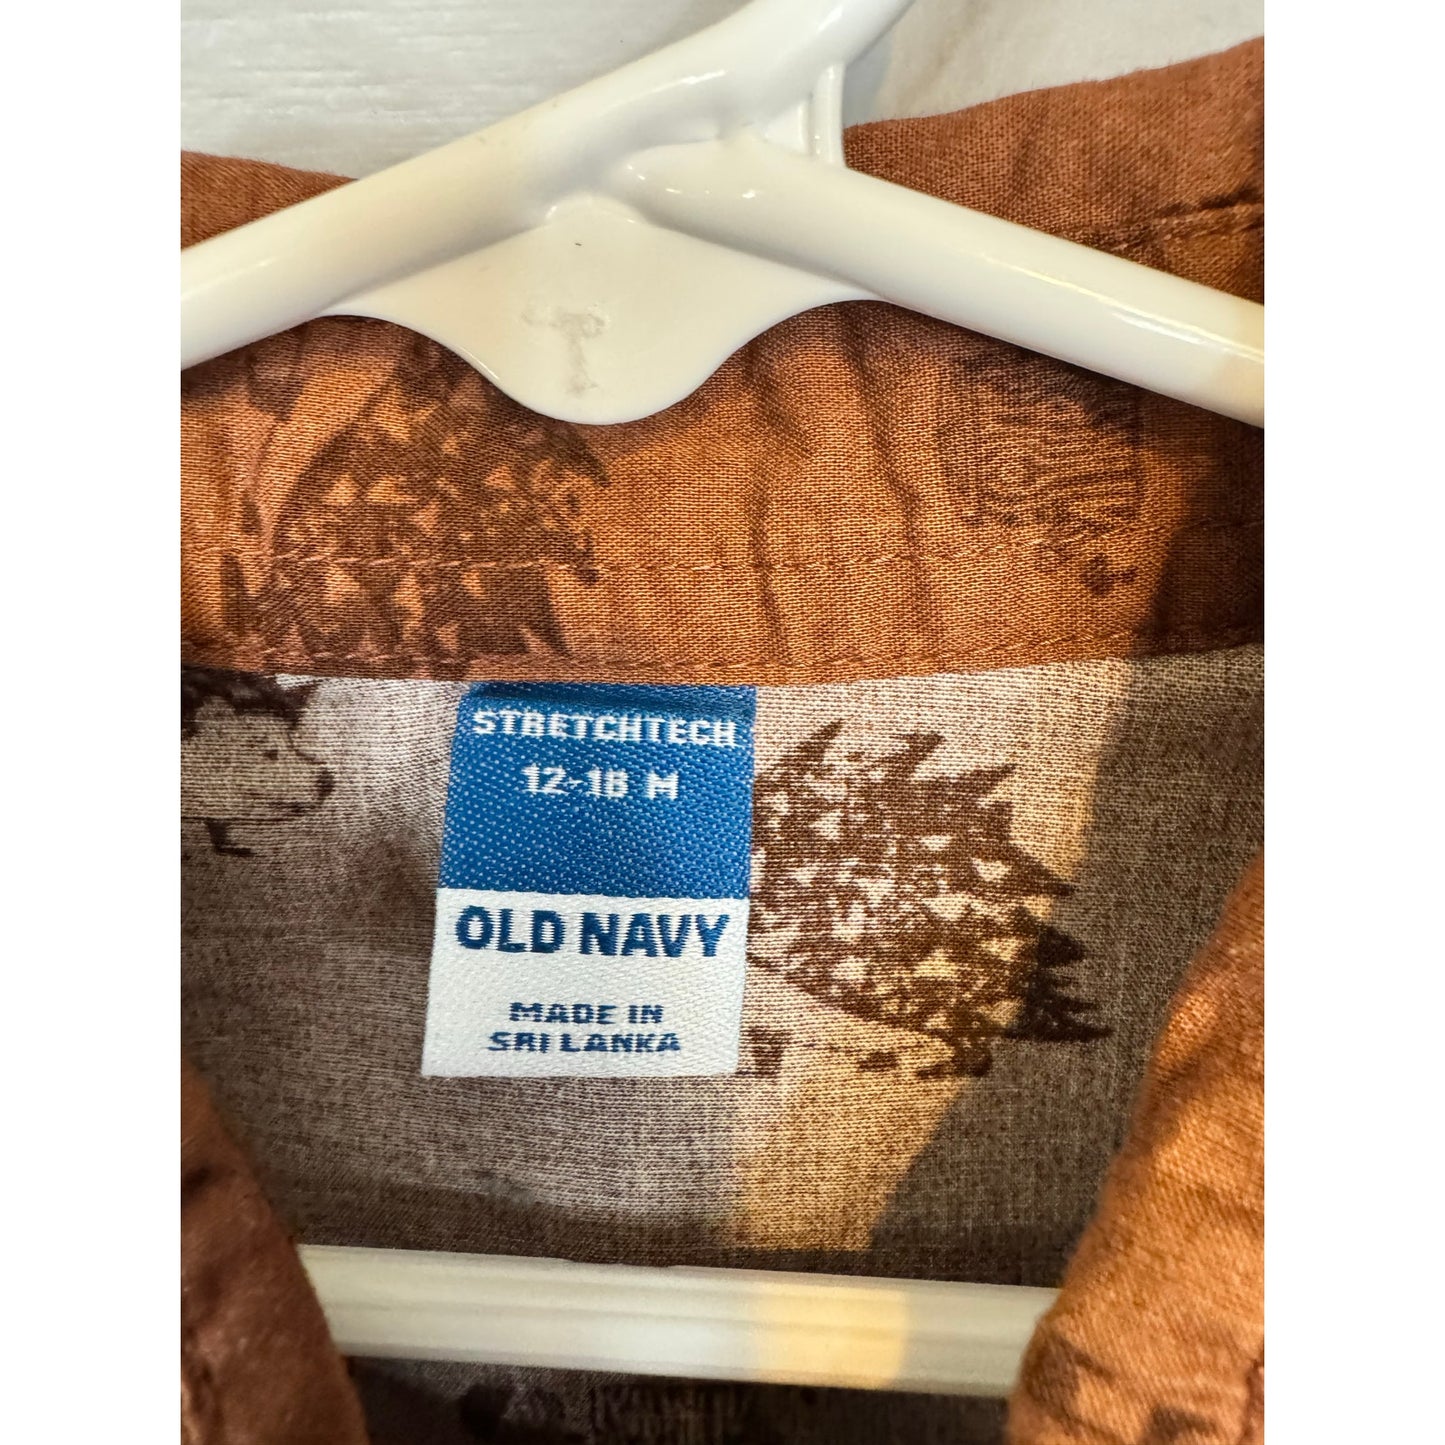 STRETCHTECH
12-18 M
OLD NAVY
MADE IN
SRI LANKA